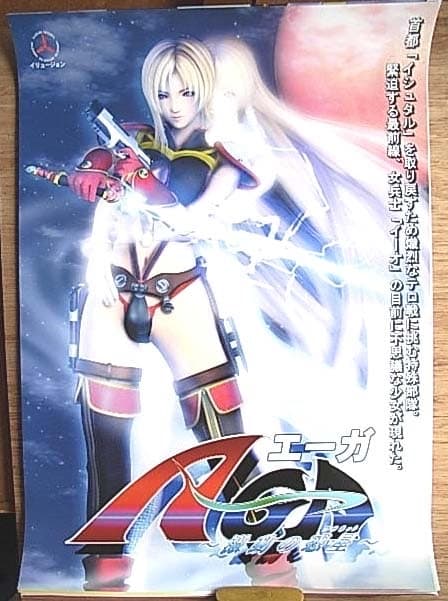 イリュージョン
首都「イシュタル」を取り戻すため熾烈なテロ戦に挑む特殊部隊。
緊迫する最前線、女兵士「イーオ」の目前に不思議な少女が現れた。
エーガ
AGA